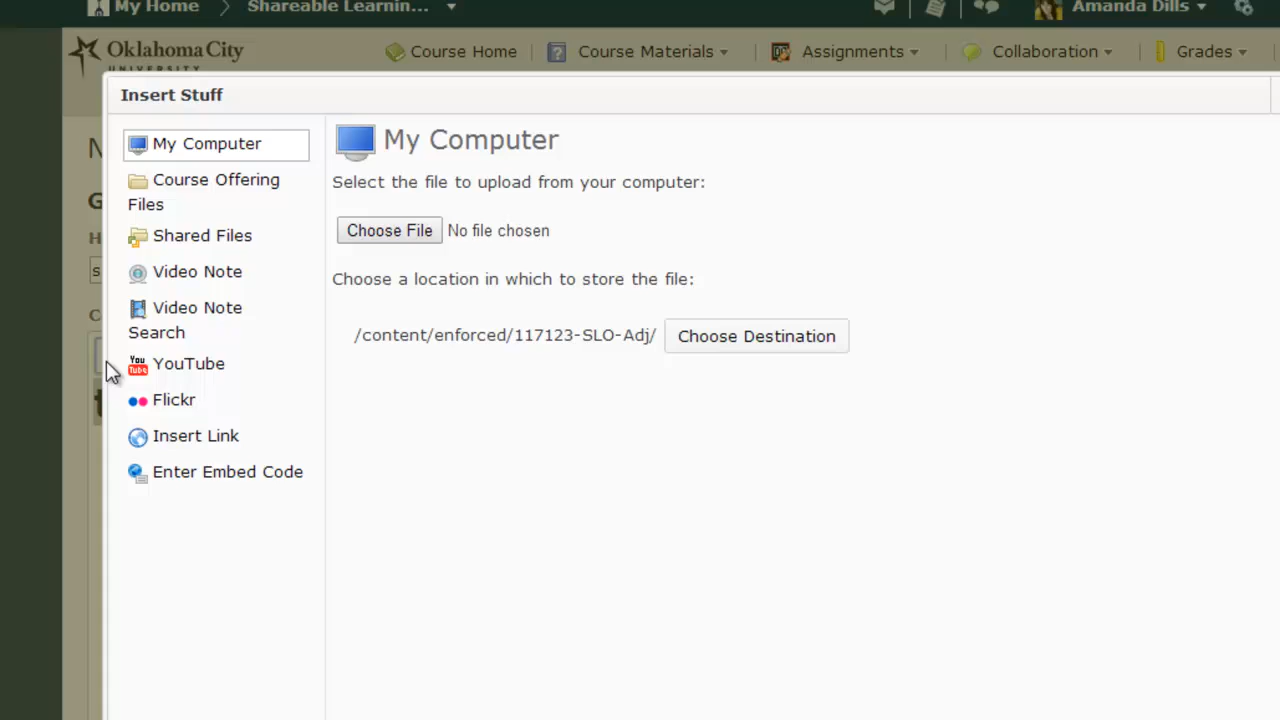 My Home
Shareable Learnin...
Amanda Dills
Oklahoma City
UNIVERSITY
Course Home
Course Materials
Assignments
Collaboration
Grades
Insert Stuff
My Computer
Course Offering
Files
Shared Files
Video Note
Video Note
Search
YouTube
Flickr
Insert Link
Enter Embed Code
My Computer
Select the file to upload from your computer:
Choose File No file chosen
Choose a location in which to store the file:
/content/enforced/117123-SLO-Adj/ Choose Destination